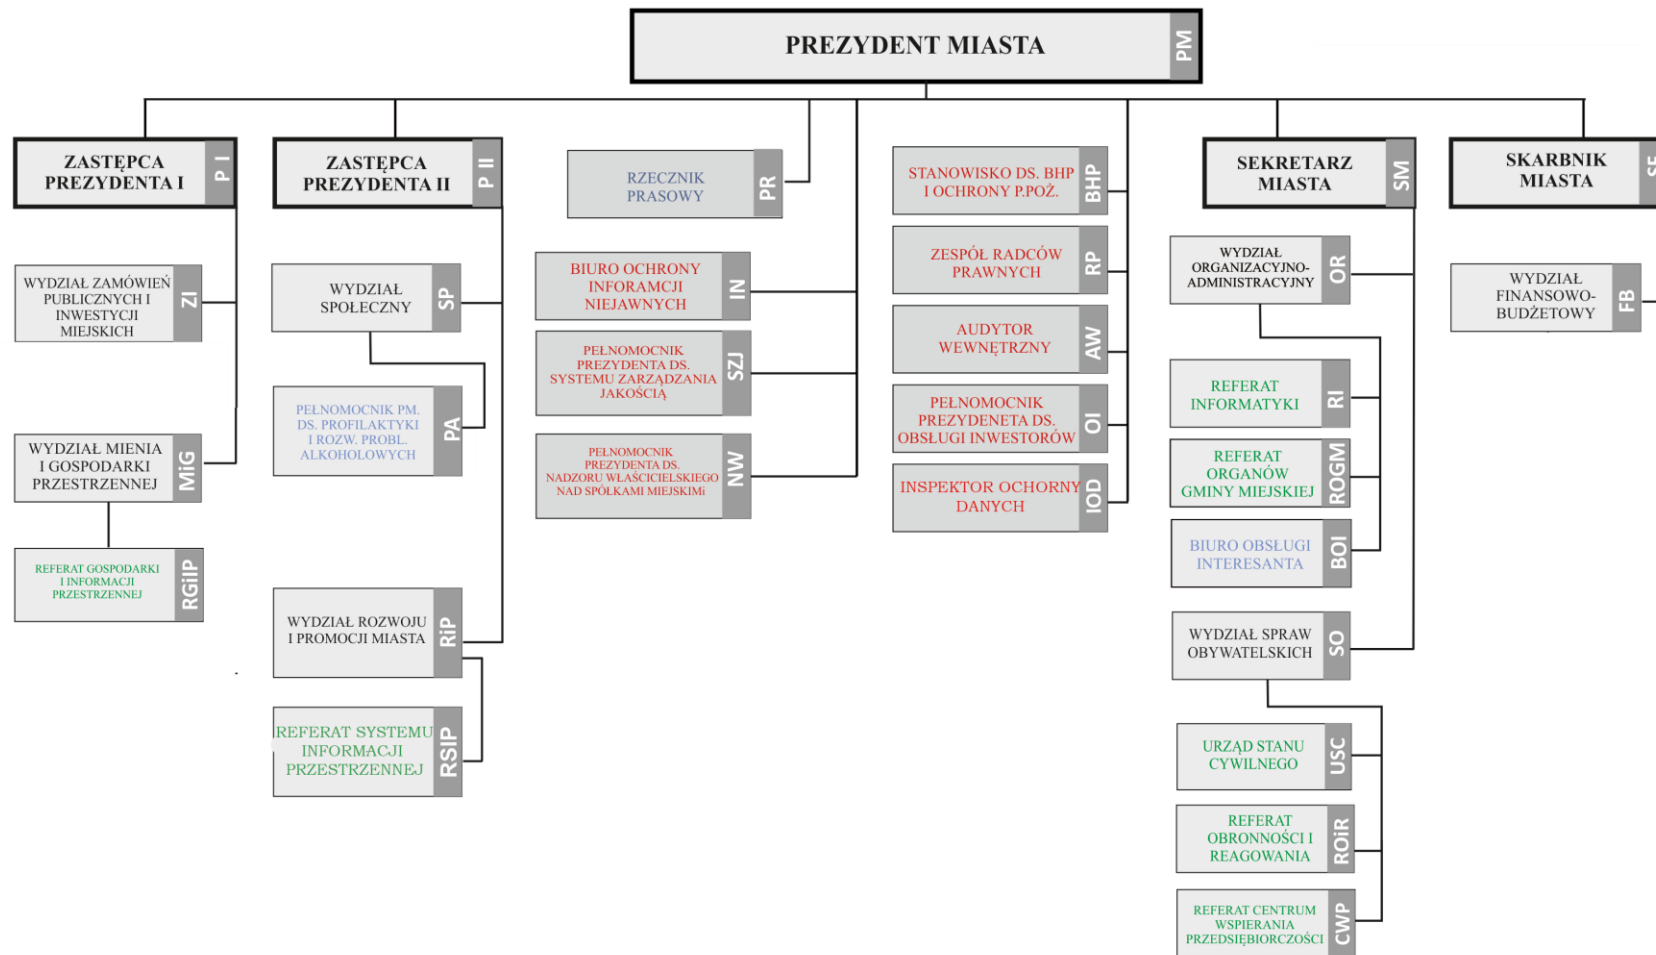 PREZYDENT MIASTA
PM
ZASTĘPCA
PREZYDENTA I
P I
ZASTĘPCA
PREZYDENTA II
P II
RZECZNIK
PRASOWY
PR
STANOWISKO DS. BHP
I OCHRONY P.POŻ.
BHP
SEKRETARZ
MIASTA
SM
SKARBNIK
MIASTA
WYDZIAŁ ZAMÓWIEŃ
PUBLICZNYCH I
INWESTYCJI
MIEJSKICH
ZI
WYDZIAŁ
SPOŁECZNY
SP
BIURO OCHRONY
INFORAMCJI
NIEJAWNYCH
IN
ZESPÓŁ RADCÓW
PRAWNYCH
RP
WYDZIAŁ
ORGANIZACYJNO-
ADMINISTRACYJNY
OR
WYDZIAŁ
FINANSOWO-
BUDŻETOWY
FB
PEŁNOMOCNIK
PREZYDENTA DS.
SYSTEMU ZARZĄDZANIA
JAKOŚCIĄ
SZJ
AUDYTOR
WEWNĘTRZNY
AW
PEŁNOMOCNIK PM.
DS. PROFILAKTYKI
I ROZW. PROBL.
ALKOHOLOWYCH
PA
PEŁNOMOCNIK
PREZYDENETA DS.
OBSŁUGI INWESTORÓW
OI
REFERAT
INFORMATYKI
RI
WYDZIAŁ MIENIA
I GOSPODARKI
PRZESTRZENNEJ
MiG
PEŁNOMOCNIK
PREZYDENTA DS.
NADZORU WŁAŚCICIELSKIEGO
NAD SPÓŁKAMI MIEJSKIMi
NW
INSPEKTOR OCHORNY
DANYCH
IOD
REFERAT
ORGANÓW
GMINY MIEJSKIEJ
ROGM
REFERAT GOSPODARKI
I INFORMACJI
PRZESTRZENNEJ
RGiIP
BIURO OBSŁUGI
INTERESANTA
BOI
WYDZIAŁ ROZWOJU
I PROMOCJI MIASTA
RiP
WYDZIAŁ SPRAW
OBYWATELSKICH
SO
REFERAT SYSTEMU
INFORMACJI
PRZESTRZENNEJ
RSIP
URZĄD STANU
CYWILNEGO
USC
REFERAT
OBRONNOŚCI I
REAGOWANIA
ROiR
REFERAT CENTRUM
WSPIERANIA
PRZEDSIĘBIORCZOŚCI
CWP